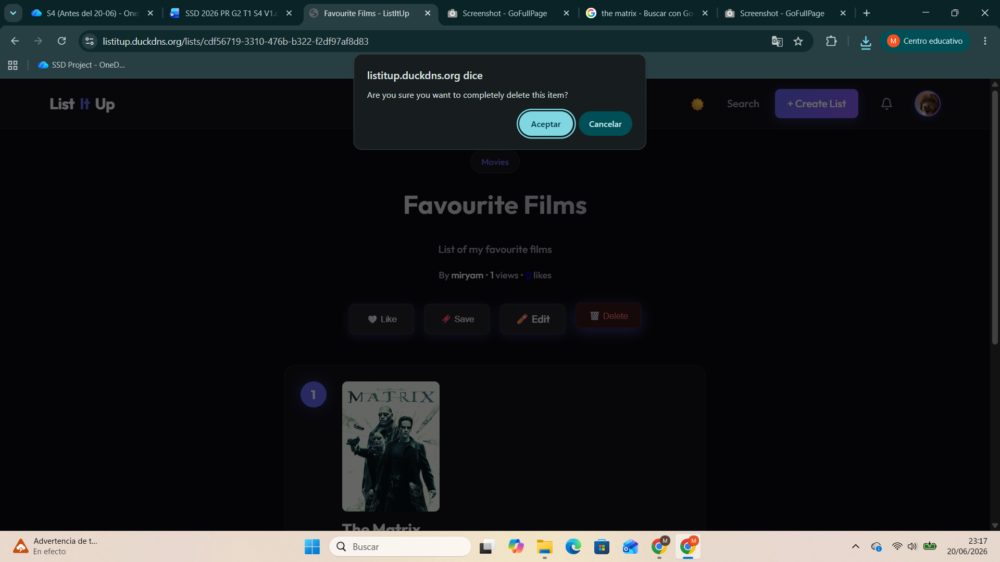 S4 (Antes del 20-06) - One
SSD 2026 PR G2 T1 S4 V1.
Favourite Films - ListItUp
Screenshot - GoFullPage
the matrix - Buscar con Go
Screenshot - GoFullPage
listitup.duckdns.org/lists/cdf56719-3310-476b-b322-f2df97af8d83
M
Centro educativo
SSD Project - OneD...
listitup.duckdns.org dice
Are you sure you want to completely delete this item?
Aceptar
Cancelar
List It Up
Search
+ Create List
Movies
Favourite Films
List of my favourite films
By miryam • 1 views • 0 likes
Like
Save
Edit
Delete
1
MATRIX
The Matrix
Advertencia de t...
En efecto
Buscar
M
M
23:17
20/06/2026